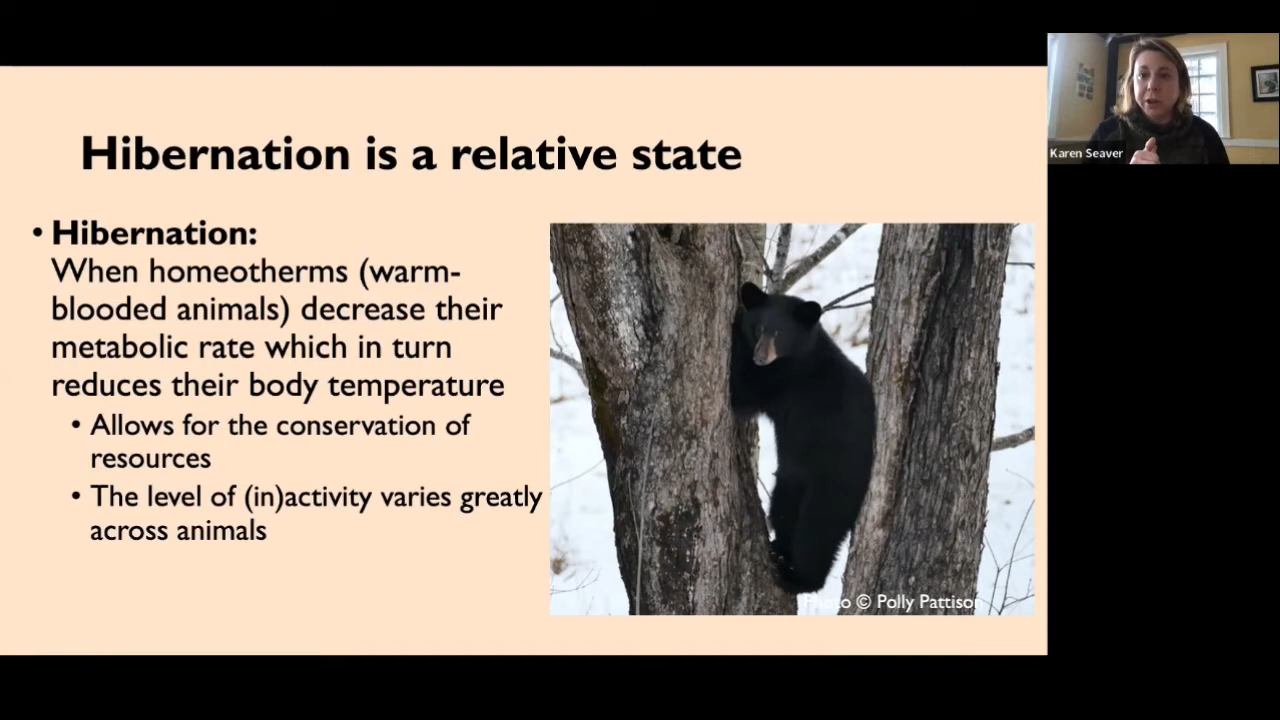 Hibernation is a relative state
• Hibernation:
When homeotherms (warm-
blooded animals) decrease their
metabolic rate which in turn
reduces their body temperature
• Allows for the conservation of
resources
• The level of (in)activity varies greatly
across animals
Photo © Polly Pattison
Karen Seaver